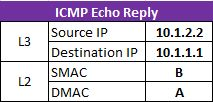 ICMP Echo Reply
L3 Source IP 10.1.2.2
Destination IP 10.1.1.1
L2 SMAC B
DMAC A